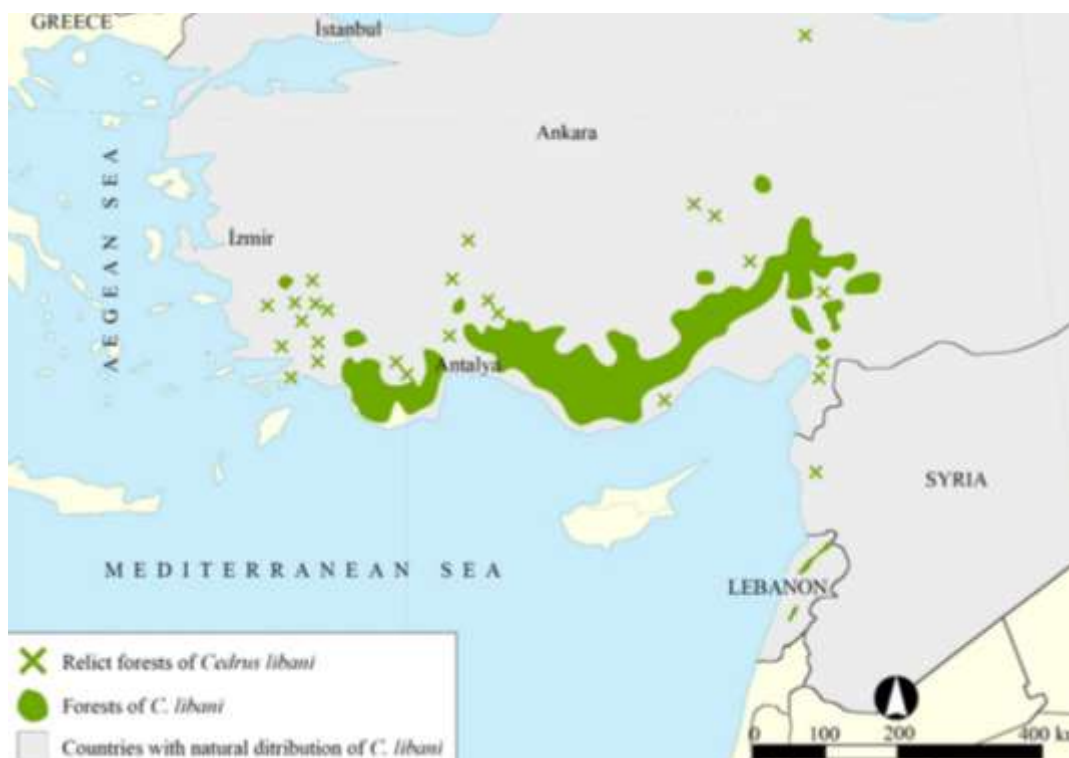 GREECE
İstanbul
Ankara
AEGEAN SEA
İzmir
Antalya
SYRIA
MEDITERRANEAN SEA
LEBANON
Relict forests of Cedrus libani
Forests of C. libani
Countries with natural ditribution of C. libani
0 100 200 400 km